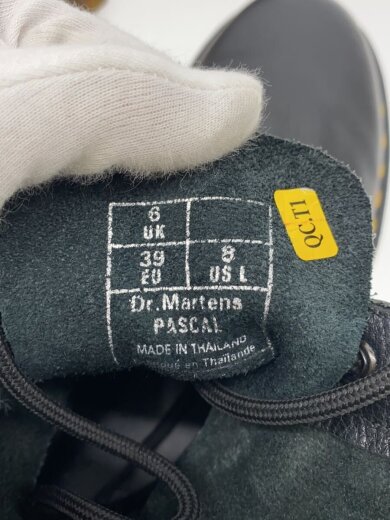 6
UK
39 8
EU US L
Dr.Martens
PASCAL
MADE IN THAILAND
en Thaïlande
QC.T1